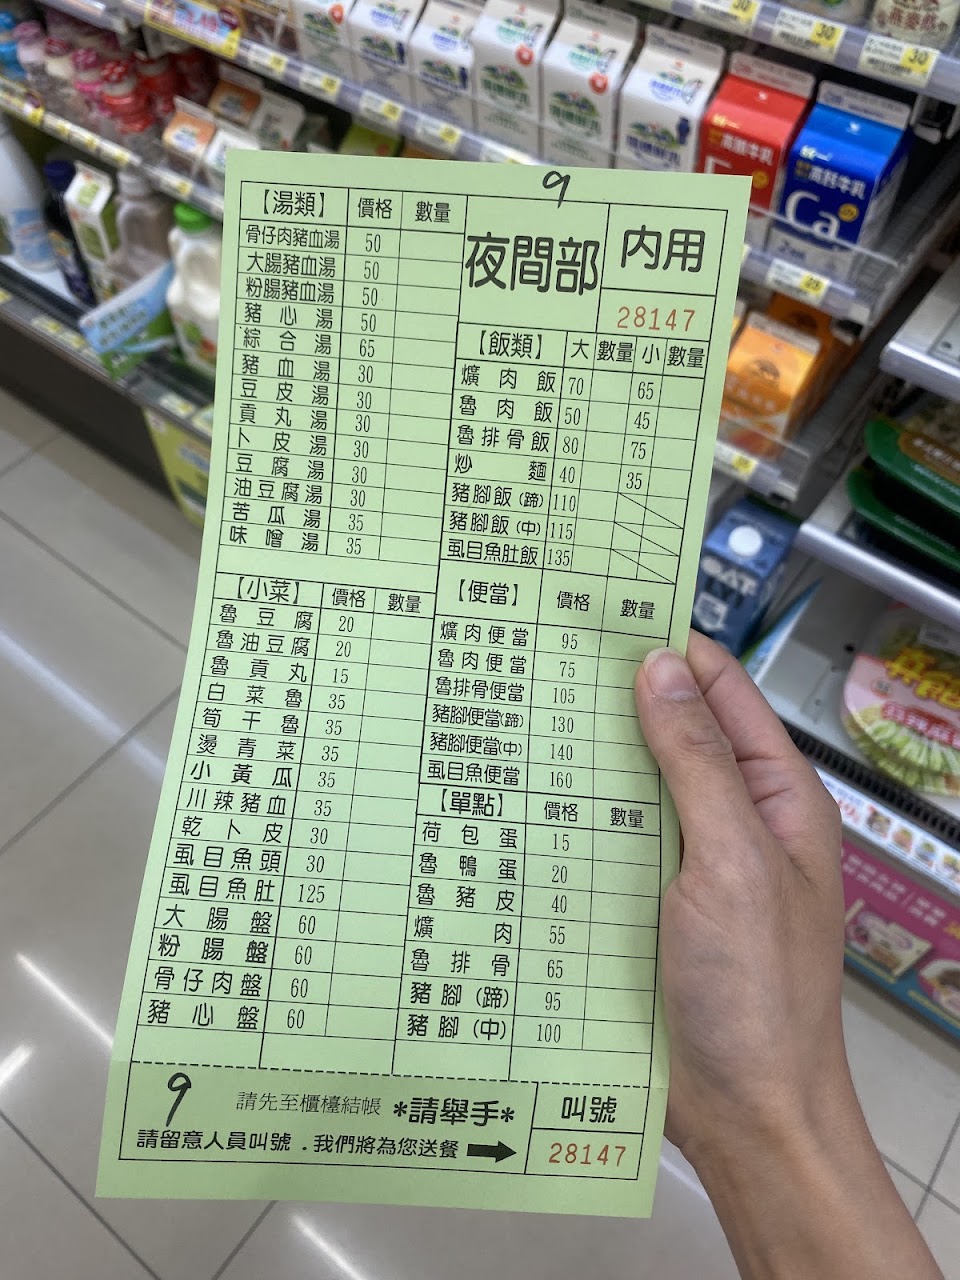 9
夜間部
內用
28147
【湯類】 價格 數量
骨仔肉豬血湯 50
大腸豬血湯 50
粉腸豬血湯 50
豬心湯 50
綜合湯 65
豬血湯 30
豆皮湯 30
貢丸湯 30
卜皮湯 30
豆腐湯 30
油豆腐湯 30
苦瓜湯 35
味噌湯 35
【小菜】 價格 數量
魯豆腐 20
魯油豆腐 20
魯貢丸 15
白菜魯 35
筍干魯 35
燙青菜 35
小黃瓜 35
川辣豬血 35
乾卜皮 30
虱目魚頭 30
虱目魚肚 125
大腸盤 60
粉腸盤 60
骨仔肉盤 60
豬心盤 60
【飯類】 大 數量 小 數量
爌肉飯 70 65
魯肉飯 50 45
魯排骨飯 80 75
炒麵 40 35
豬腳飯(蹄) 110
豬腳飯(中) 115
虱目魚肚飯 135
【便當】 價格 數量
爌肉便當 95
魯肉便當 75
魯排骨便當 105
豬腳便當(蹄) 130
豬腳便當(中) 140
虱目魚便當 160
【單點】 價格 數量
荷包蛋 15
魯鴨蛋 20
魯豬皮 40
爌肉 55
魯排骨 65
豬腳(蹄) 95
豬腳(中) 100
9
請先至櫃檯結帳 *請舉手*
請留意人員叫號.我們將為您送餐
叫號
28147
統一
高鈣牛乳
Ca
30
30
25